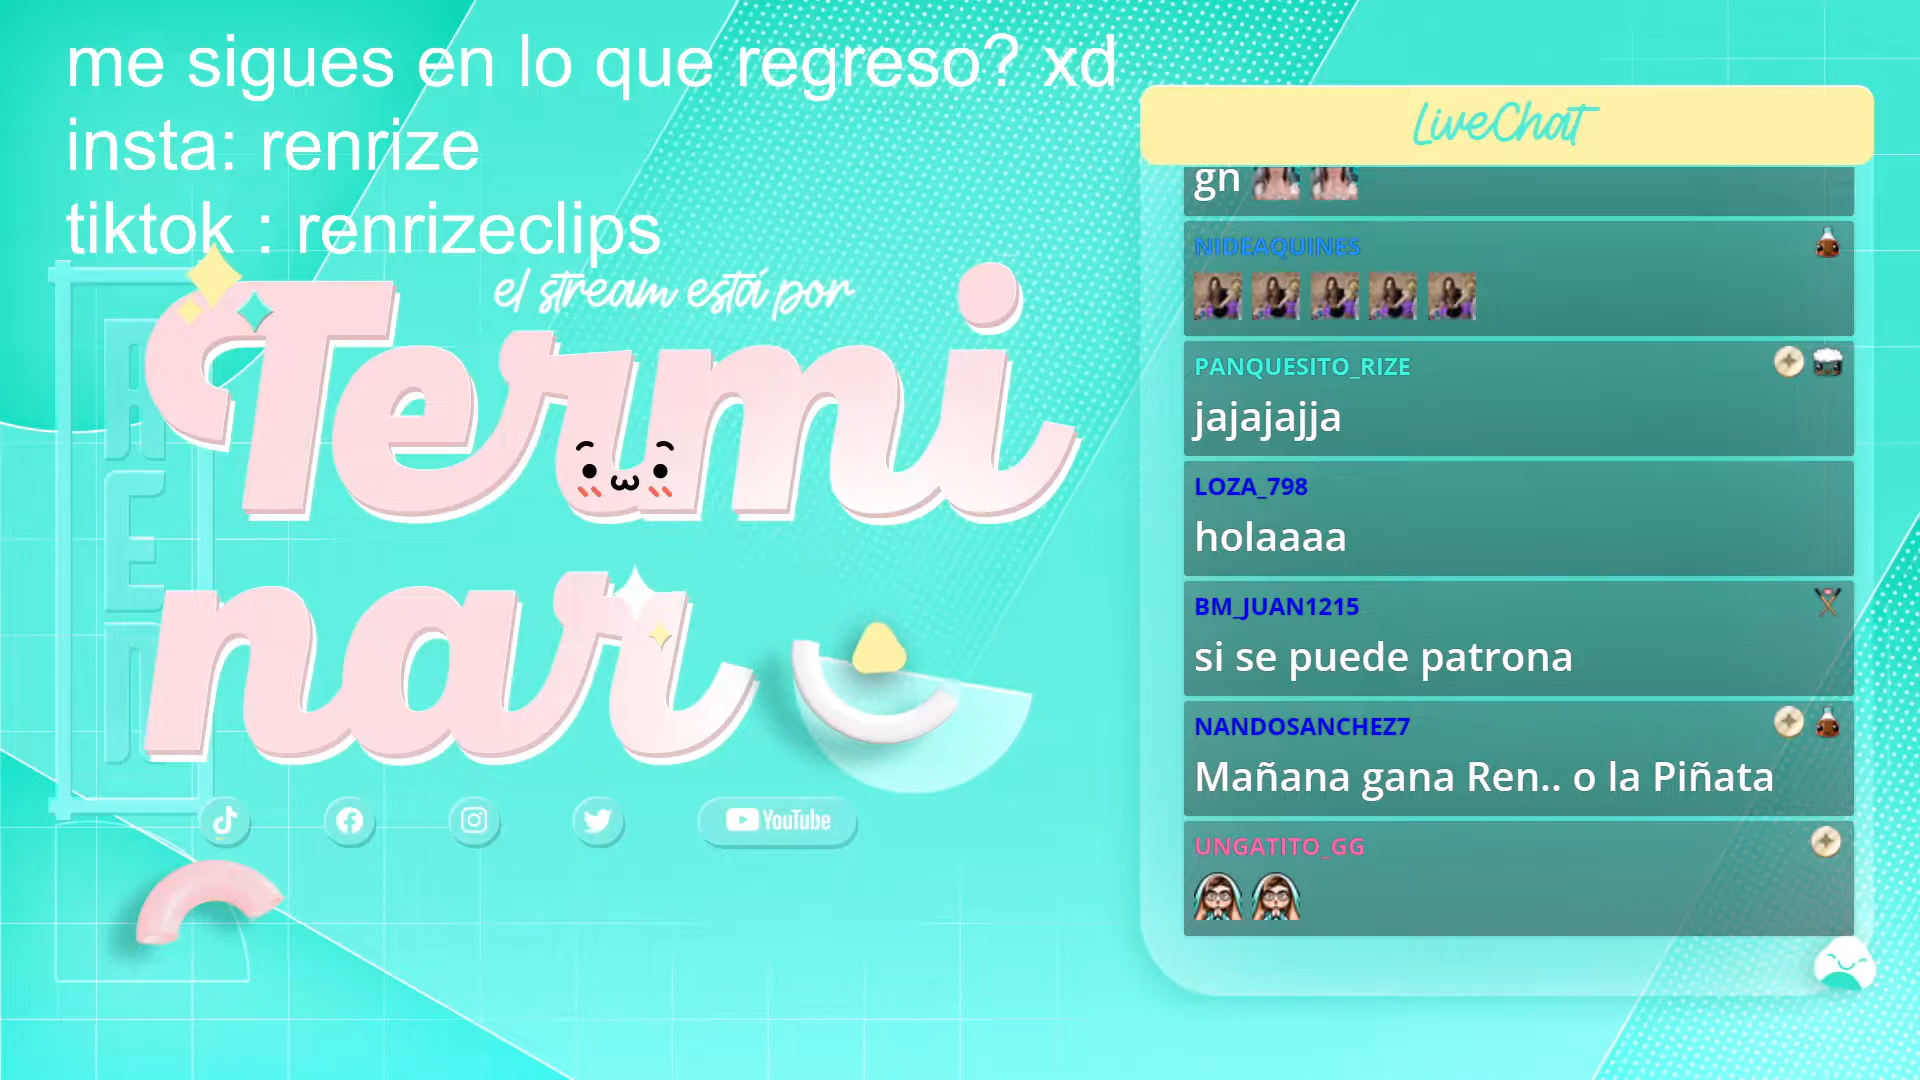 me sigues en lo que regreso? xd
insta: renrize
tiktok : renrizeclips
el stream está por
Termi
nar
REN
YouTube
LiveChat
gn
NIDEAQUINES
PANQUESITO_RIZE
jajajajja
LOZA_798
holaaaa
BM_JUAN1215
si se puede patrona
NANDOSANCHEZ7
Mañana gana Ren.. o la Piñata
UNGATITO_GG